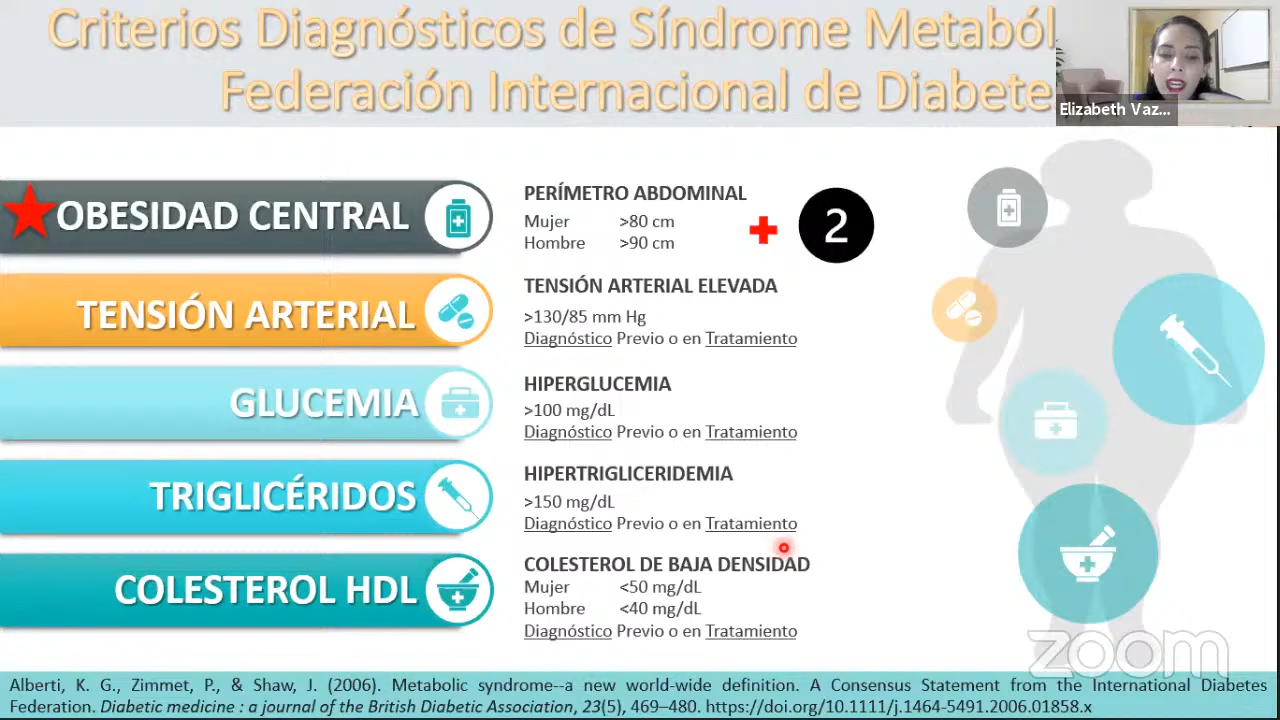 Criterios Diagnósticos de Síndrome Metaból
Federación Internacional de Diabete
Elizabeth Vaz...
OBESIDAD CENTRAL
PERÍMETRO ABDOMINAL
Mujer >80 cm
Hombre >90 cm
2
TENSIÓN ARTERIAL
TENSIÓN ARTERIAL ELEVADA
>130/85 mm Hg
Diagnóstico Previo o en Tratamiento
GLUCEMIA
HIPERGLUCEMIA
>100 mg/dL
Diagnóstico Previo o en Tratamiento
TRIGLICÉRIDOS
HIPERTRIGLICERIDEMIA
>150 mg/dL
Diagnóstico Previo o en Tratamiento
COLESTEROL HDL
COLESTEROL DE BAJA DENSIDAD
Mujer <50 mg/dL
Hombre <40 mg/dL
Diagnóstico Previo o en Tratamiento
zoom
Alberti, K. G., Zimmet, P., & Shaw, J. (2006). Metabolic syndrome--a new world-wide definition. A Consensus Statement from the International Diabetes
Federation. Diabetic medicine : a journal of the British Diabetic Association, 23(5), 469–480. https://doi.org/10.1111/j.1464-5491.2006.01858.x